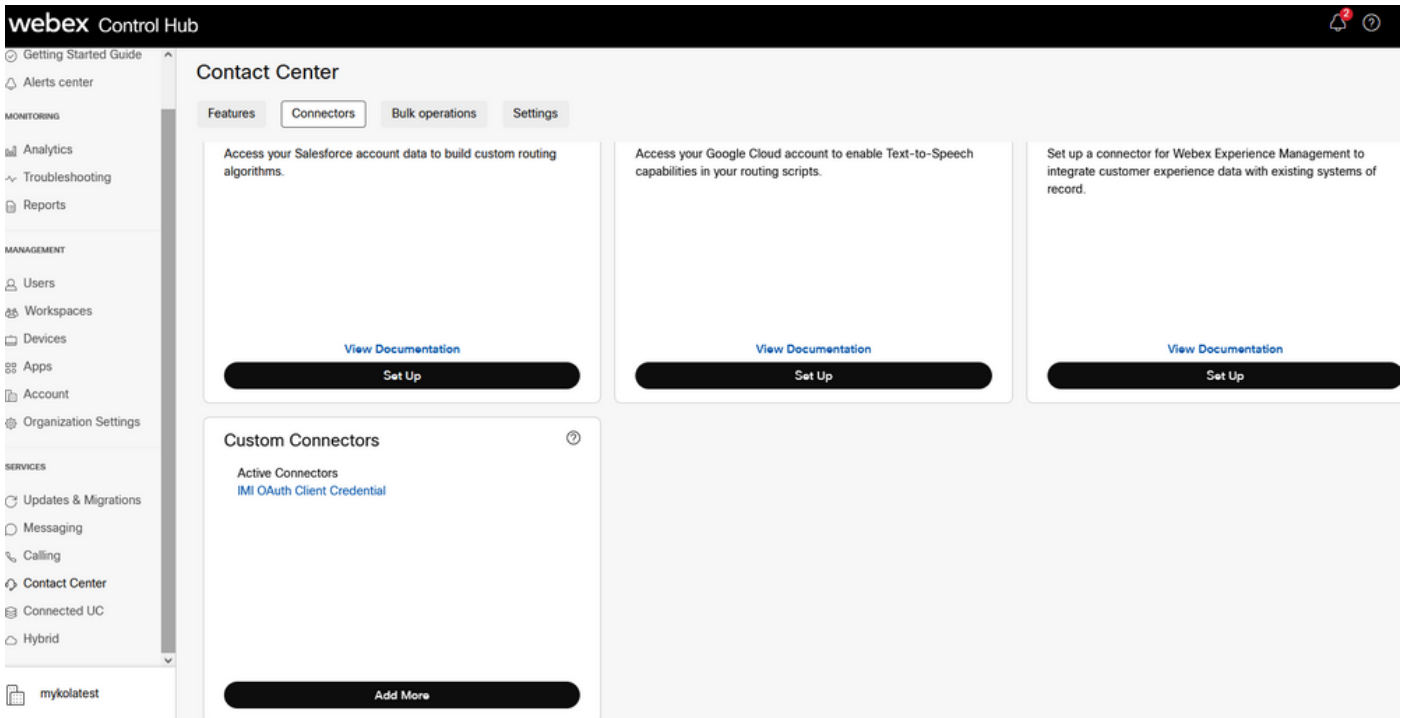 webex Control Hub
2
Getting Started Guide
Alerts center
MONITORING
Analytics
Troubleshooting
Reports
MANAGEMENT
Users
Workspaces
Devices
Apps
Account
Organization Settings
SERVICES
Updates & Migrations
Messaging
Calling
Contact Center
Connected UC
Hybrid
mykolatest
Contact Center
Features
Connectors
Bulk operations
Settings
Access your Salesforce account data to build custom routing
algorithms.
View Documentation
Set Up
Access your Google Cloud account to enable Text-to-Speech
capabilities in your routing scripts.
View Documentation
Set Up
Set up a connector for Webex Experience Management to
integrate customer experience data with existing systems of
record.
View Documentation
Set Up
Custom Connectors
Active Connectors
IMI OAuth Client Credential
Add More